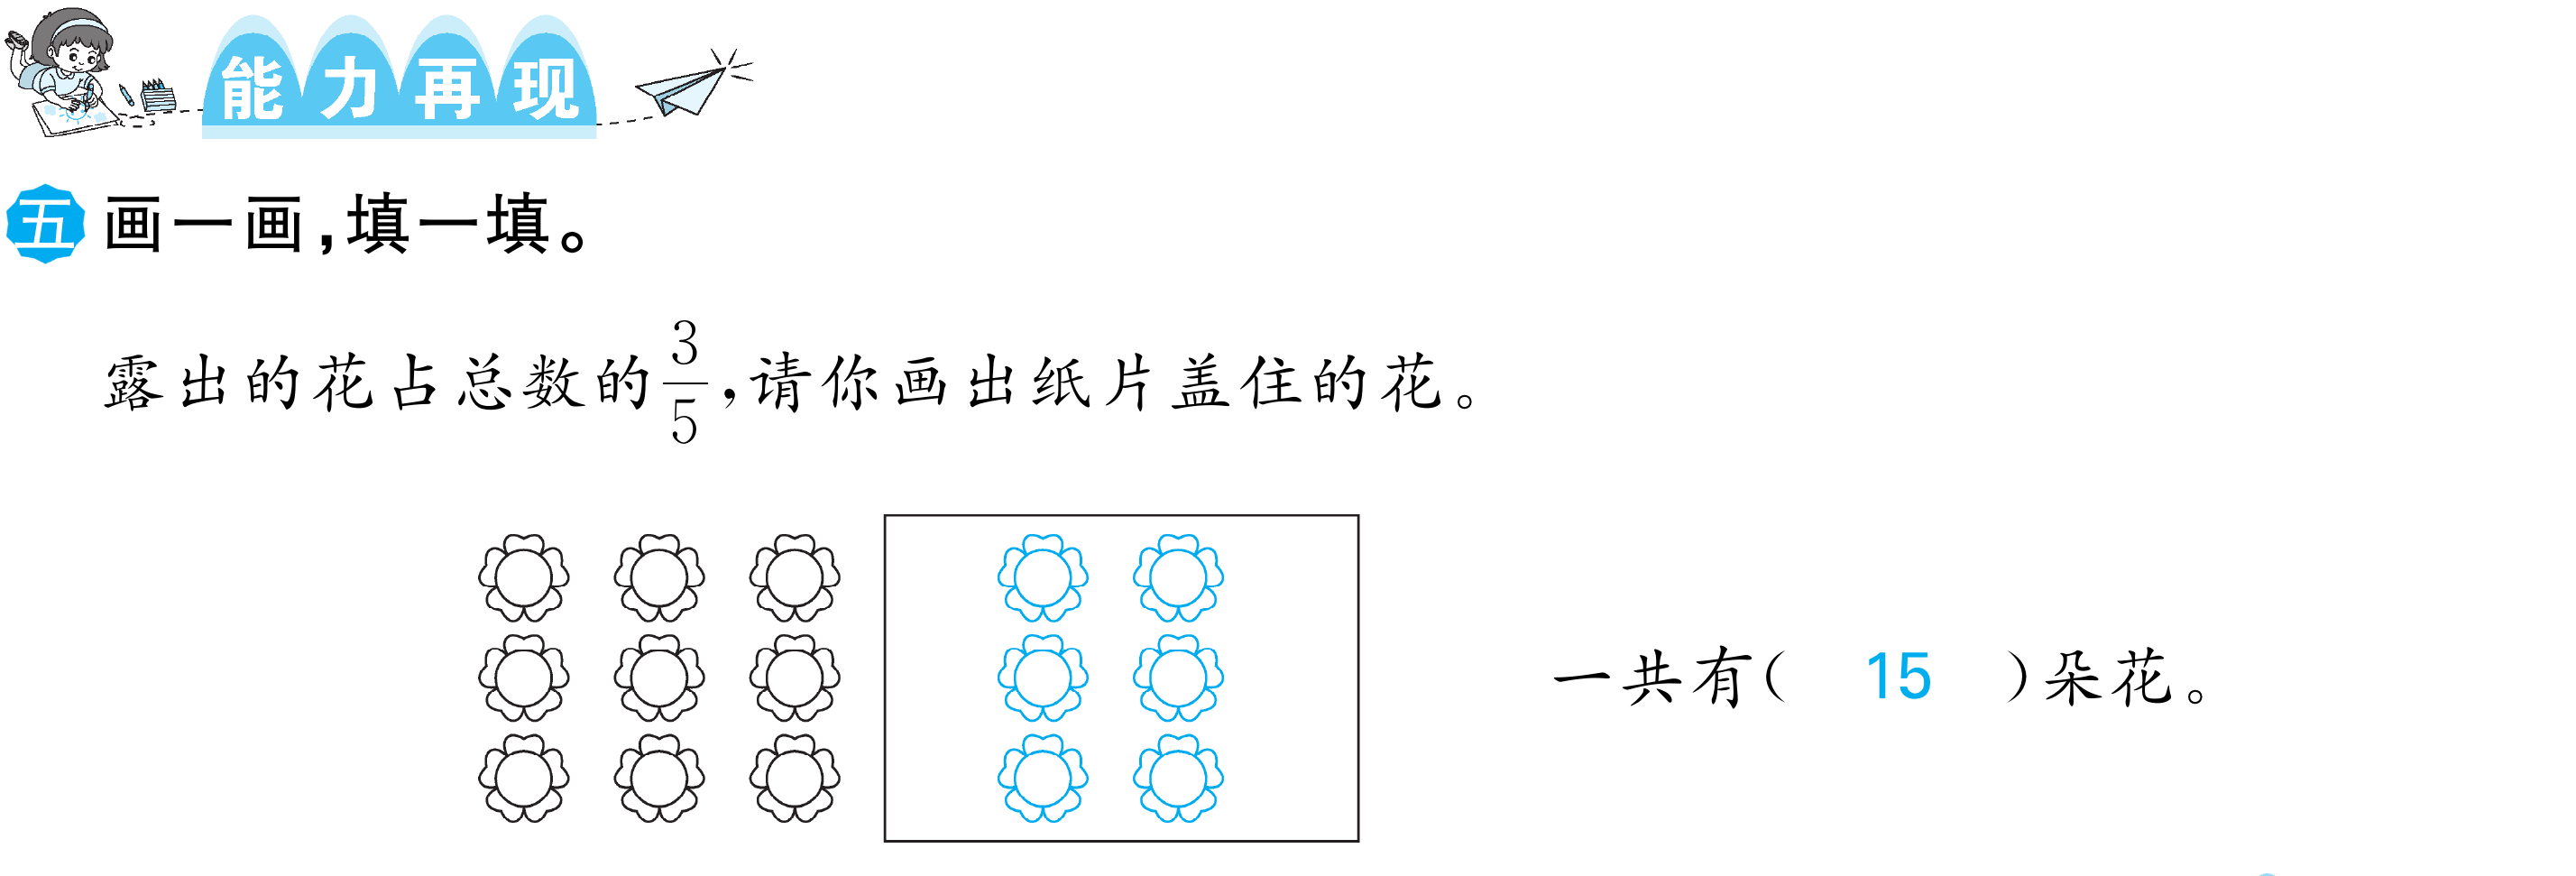 能力再现
五 画一画,填一填。
露出的花占总数的3/5,请你画出纸片盖住的花。
一共有( 15 )朵花。